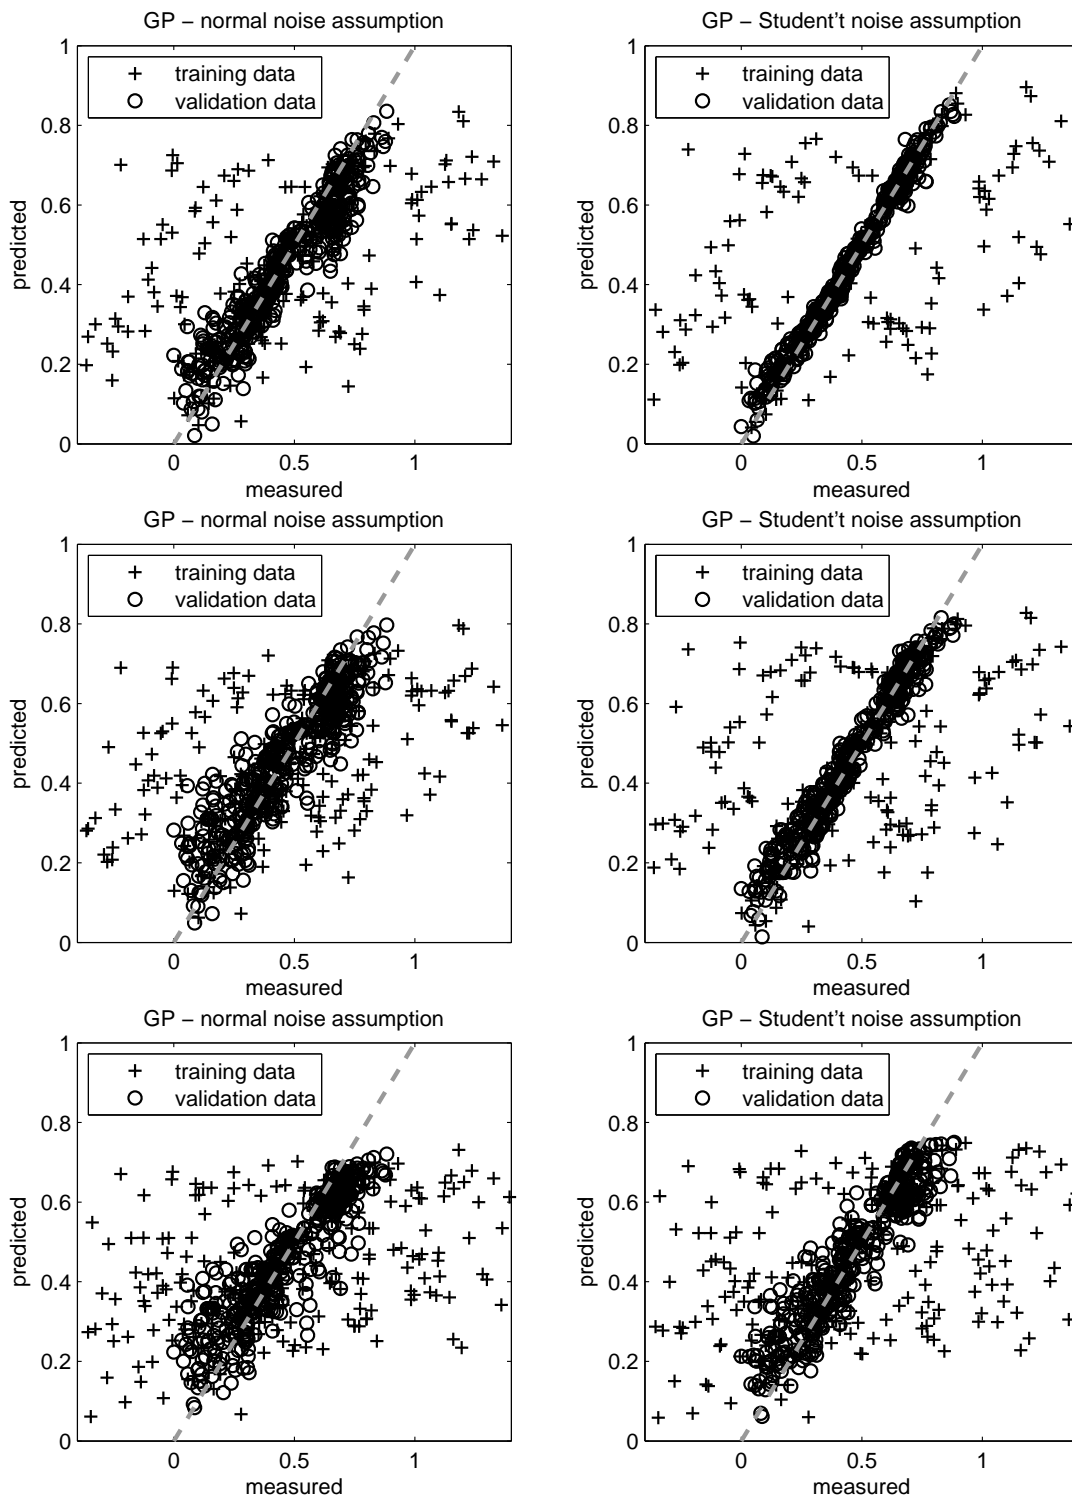 GP – normal noise assumption
1
0.8
0.6
0.4
0.2
0
0
0.5
1
predicted
measured
training data
validation data
GP – Student't noise assumption
1
0.8
0.6
0.4
0.2
0
0
0.5
1
predicted
measured
training data
validation data
GP – normal noise assumption
1
0.8
0.6
0.4
0.2
0
0
0.5
1
predicted
measured
training data
validation data
GP – Student't noise assumption
1
0.8
0.6
0.4
0.2
0
0
0.5
1
predicted
measured
training data
validation data
GP – normal noise assumption
1
0.8
0.6
0.4
0.2
0
0
0.5
1
predicted
measured
training data
validation data
GP – Student't noise assumption
1
0.8
0.6
0.4
0.2
0
0
0.5
1
predicted
measured
training data
validation data